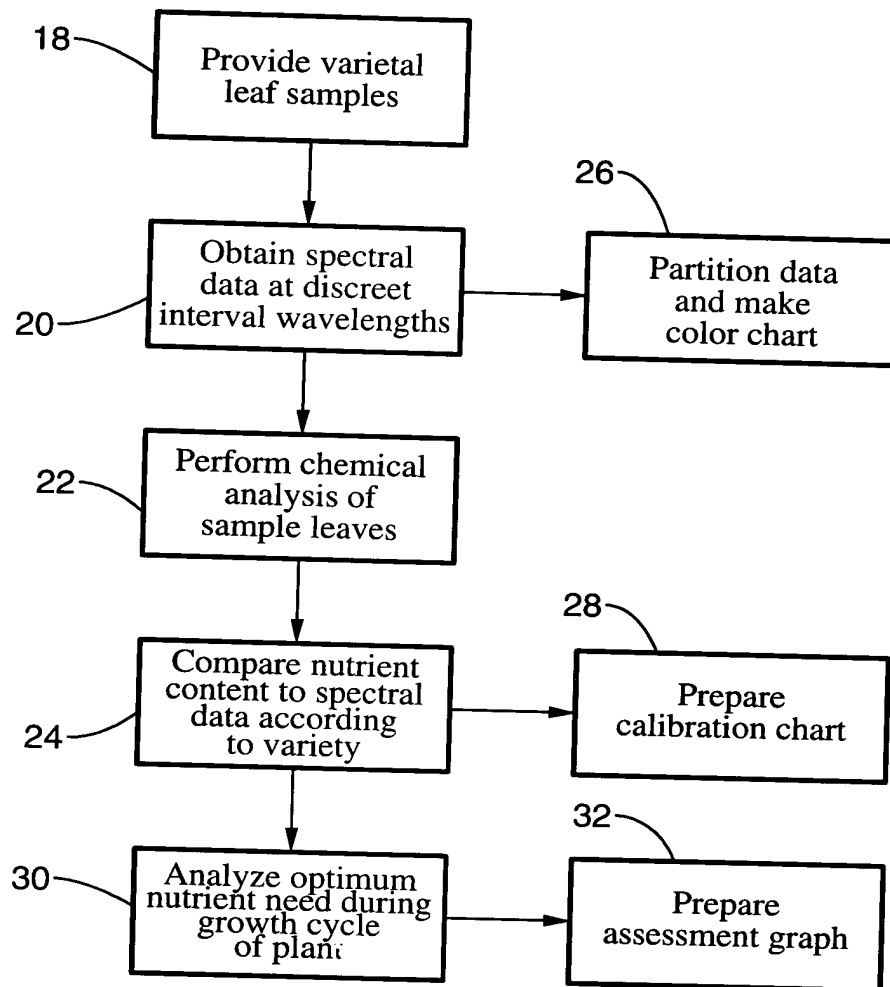 18
Provide varietal
leaf samples
26
Obtain spectral
data at discreet
interval wavelengths
20
Partition data
and make
color chart
22
Perform chemical
analysis of
sample leaves
28
Compare nutrient
content to spectral
data according
to variety
24
Prepare
calibration chart
32
30
Analyze optimum
nutrient need during
growth cycle
of plant
Prepare
assessment graph